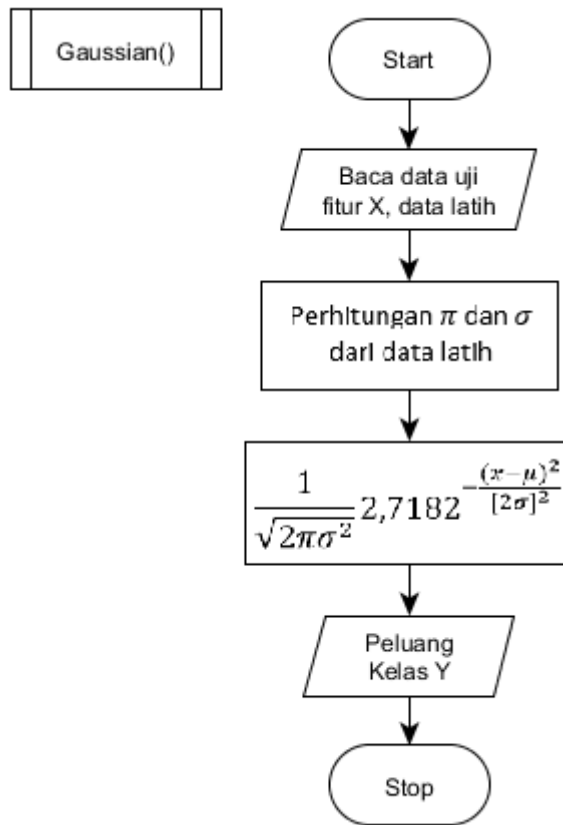 Gaussian()
Start
Baca data uji
fitur X, data latih
Perhitungan π dan σ
dari data latih
1/√(2πσ²) 2,7182^(-(x-μ)²/[2σ]²)
Peluang
Kelas Y
Stop